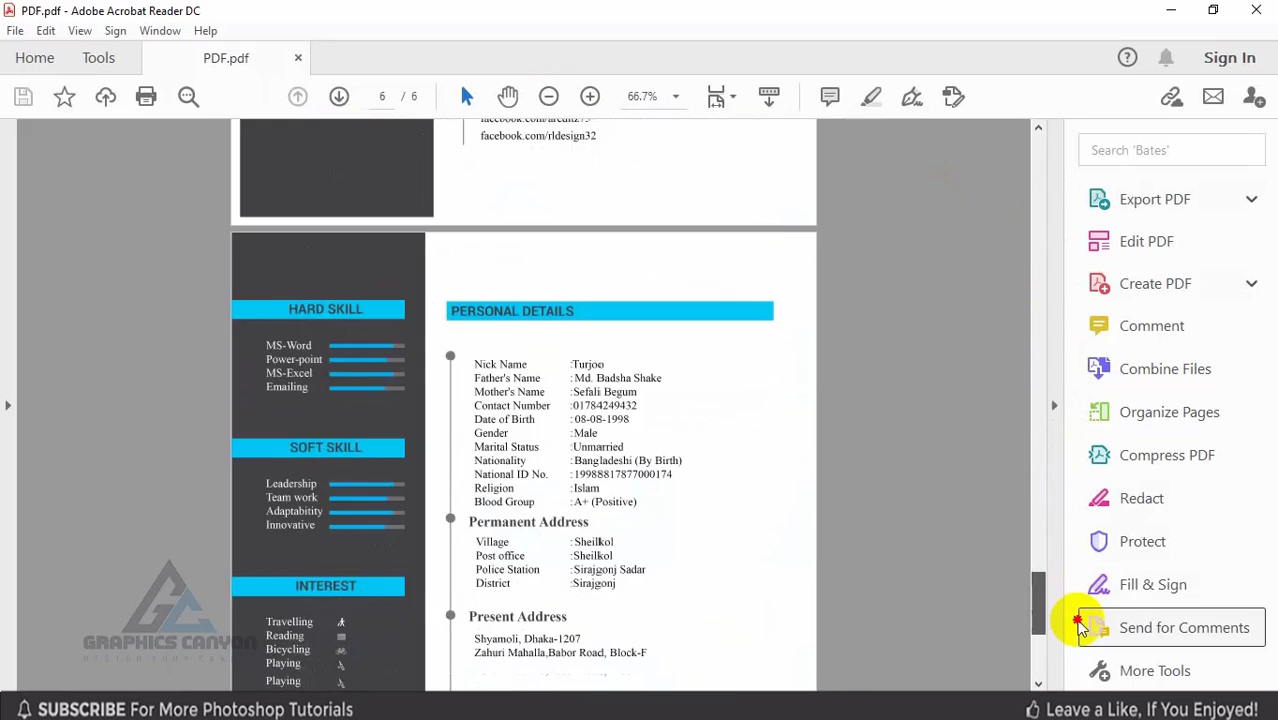 PDF.pdf - Adobe Acrobat Reader DC
File Edit View Sign Window Help
Home Tools PDF.pdf × ? Sign In
6 / 6 66.7%
facebook.com/rldesign32
HARD SKILL
MS-Word
Power-point
MS-Excel
Emailing
SOFT SKILL
Leadership
Team work
Adaptability
Innovative
INTEREST
Travelling
Reading
Bicycling
Playing
Playing
PERSONAL DETAILS
Nick Name :Turjoo
Father's Name : Md. Badsha Shake
Mother's Name :Sefali Begum
Contact Number :01784249432
Date of Birth : 08-08-1998
Gender : Male
Marital Status :Unmarried
Nationality : Bangladeshi (By Birth)
National ID No. : 19988817877000174
Religion : Islam
Blood Group : A+ (Positive)
Permanent Address
Village : Sheilkol
Post office : Sheilkol
Police Station : Sirajgonj Sadar
District :Sirajgonj
Present Address
Shyamoli, Dhaka-1207
Zahuri Mahalla,Babor Road, Block-F
Search 'Bates'
Export PDF
Edit PDF
Create PDF
Comment
Combine Files
Organize Pages
Compress PDF
Redact
Protect
Fill & Sign
Send for Comments
More Tools
GRAPHICS CANYON
SUBSCRIBE For More Photoshop Tutorials
Leave a Like, If You Enjoyed!